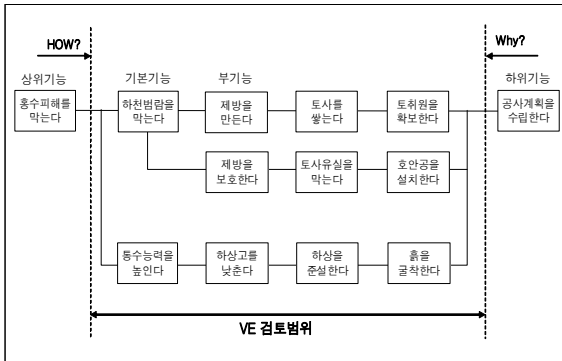 HOW?
Why?
상위기능
기본기능
부기능
하위기능
홍수피해를
막는다
하천범람을
막는다
제방을
만든다
토사를
쌓는다
토취원을
확보한다
공사계획을
수립한다
제방을
보호한다
토사유실을
막는다
호안공을
설치한다
통수능력을
높인다
하상고를
낮춘다
하상을
준설한다
흙을
굴착한다
VE 검토범위